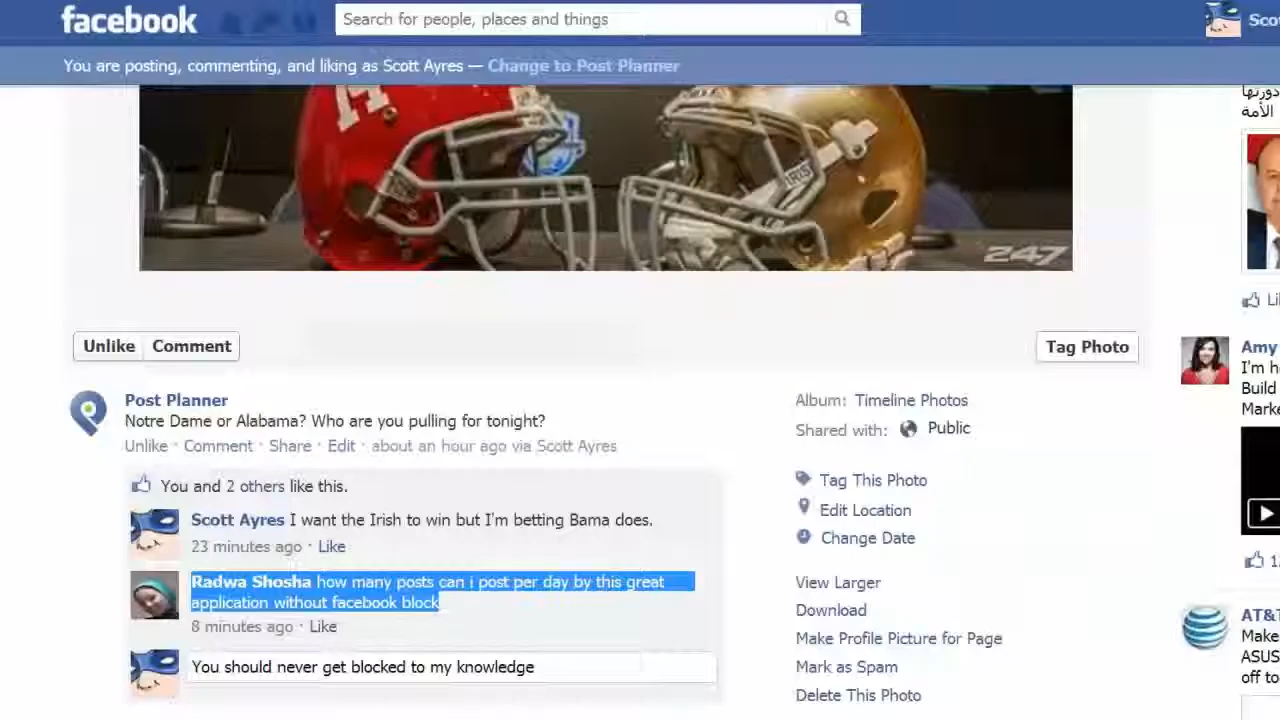 facebook
Search for people, places and things
Sco
You are posting, commenting, and liking as Scott Ayres — Change to Post Planner
دورتها
الأمة
A
IRIS
247
Li
Unlike Comment
Tag Photo
Post Planner
Notre Dame or Alabama? Who are you pulling for tonight?
Unlike · Comment · Share · Edit · about an hour ago via Scott Ayres
You and 2 others like this.
Scott Ayres I want the Irish to win but I'm betting Bama does.
23 minutes ago · Like
Radwa Shosha how many posts can i post per day by this great
application without facebook block
8 minutes ago · Like
You should never get blocked to my knowledge
Album: Timeline Photos
Shared with: Public
Tag This Photo
Edit Location
Change Date
View Larger
Download
Make Profile Picture for Page
Mark as Spam
Delete This Photo
Amy
I'm h
Build
Marke
1
AT&T
Make
ASUS
off to